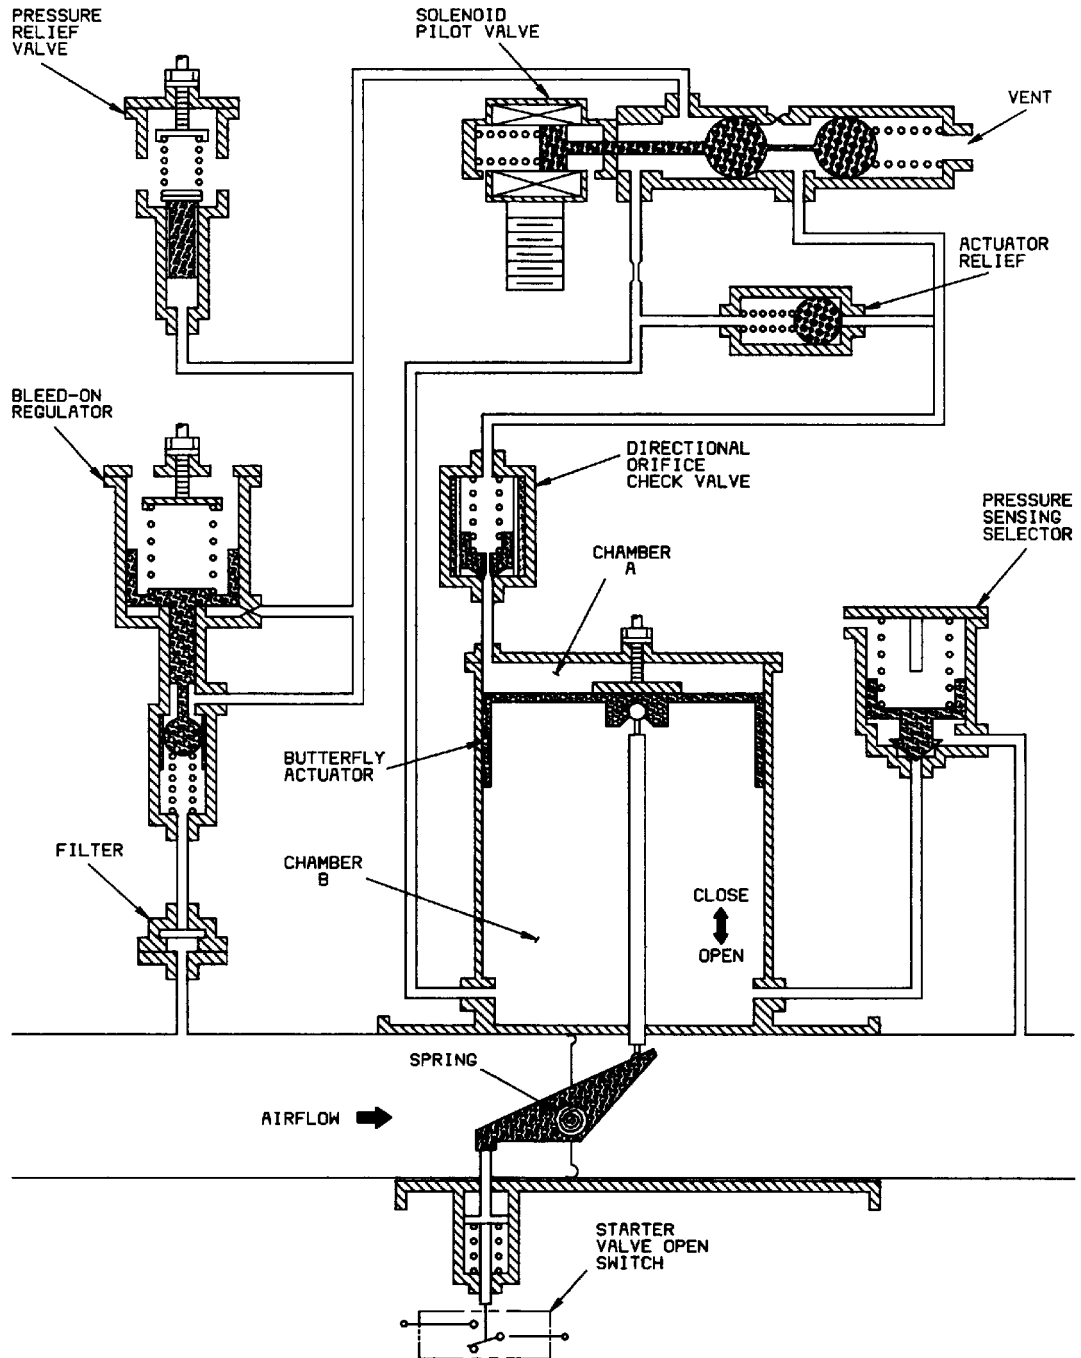 PRESSURE
RELIEF
VALVE
SOLENOID
PILOT VALVE
VENT
ACTUATOR
RELIEF
BLEED-ON
REGULATOR
DIRECTIONAL
ORIFICE
CHECK VALVE
PRESSURE
SENSING
SELECTOR
CHAMBER
A
BUTTERFLY
ACTUATOR
FILTER
CHAMBER
B
CLOSE
OPEN
SPRING
AIRFLOW
STARTER
VALVE OPEN
SWITCH